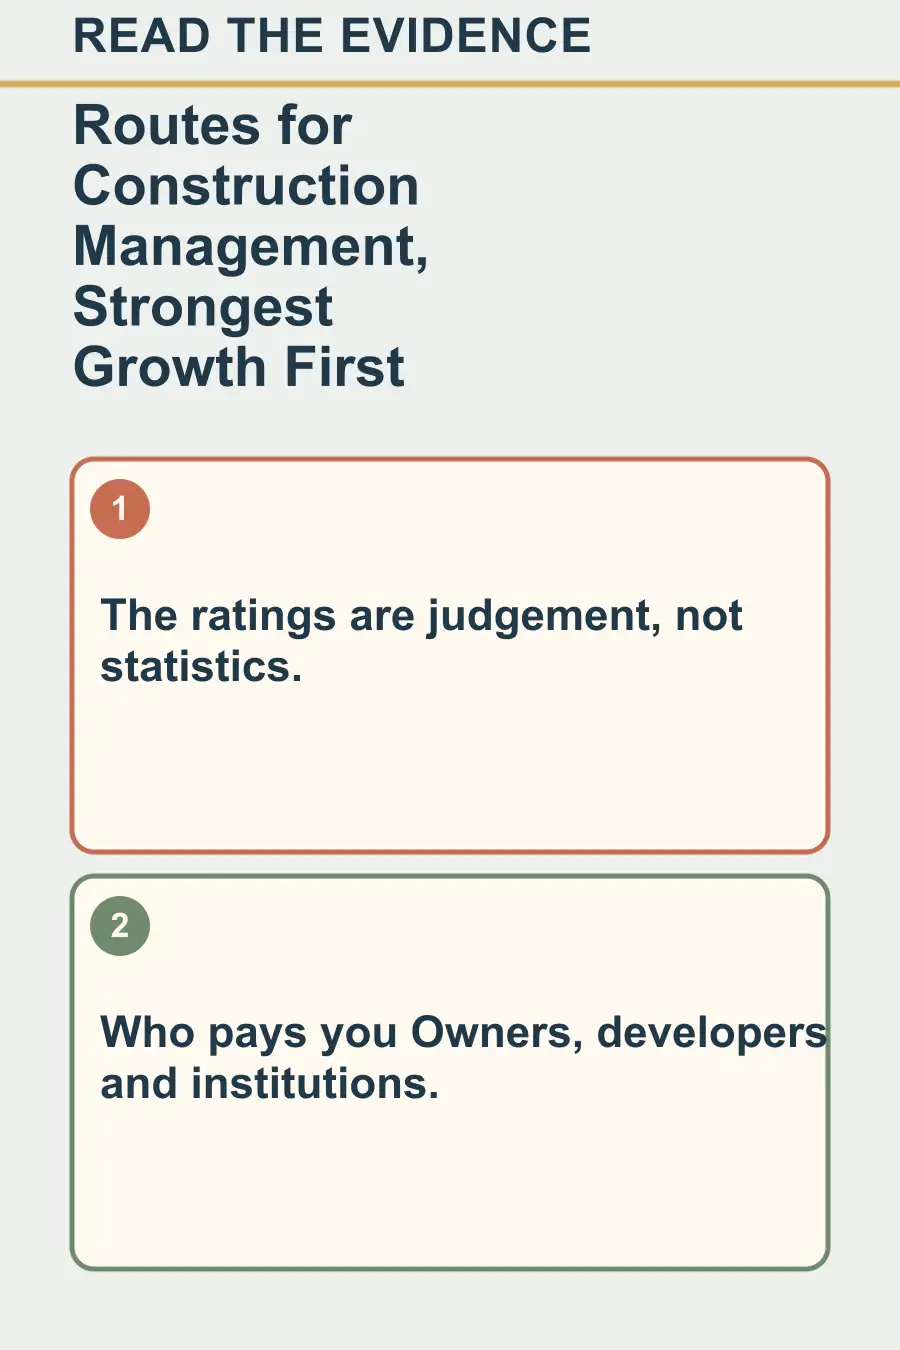 READ THE EVIDENCE
Routes for
Construction
Management,
Strongest
Growth First
1
The ratings are judgement, not
statistics.
2
Who pays you Owners, developers
and institutions.